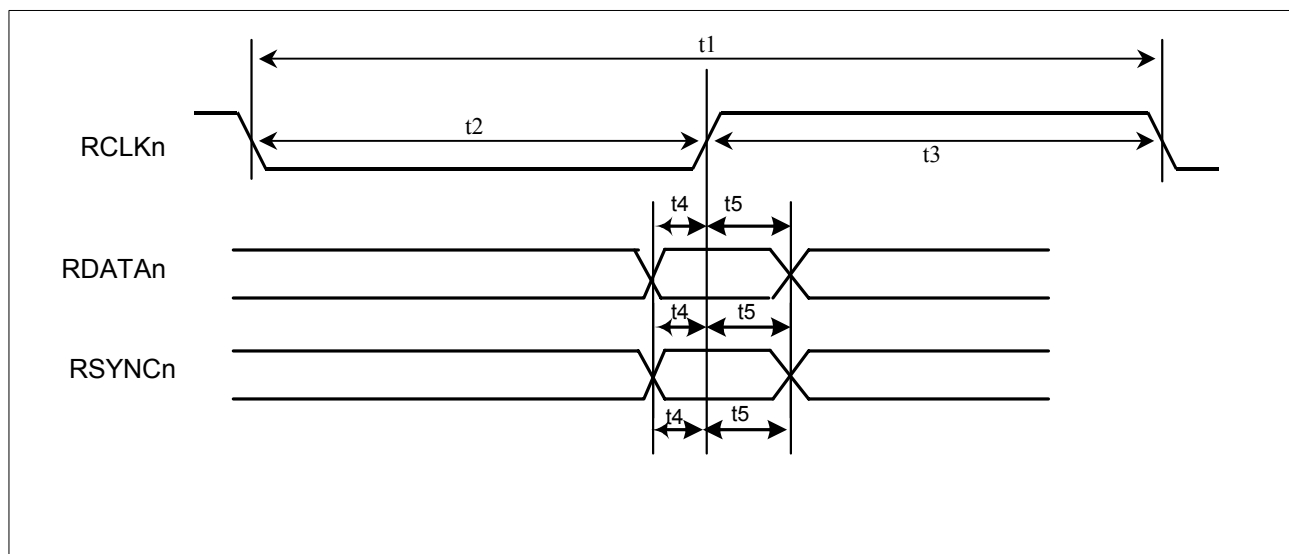 t1
t2
RCLKn
t3
t4 t5
RDATAn
t4 t5
RSYNCn
t4 t5